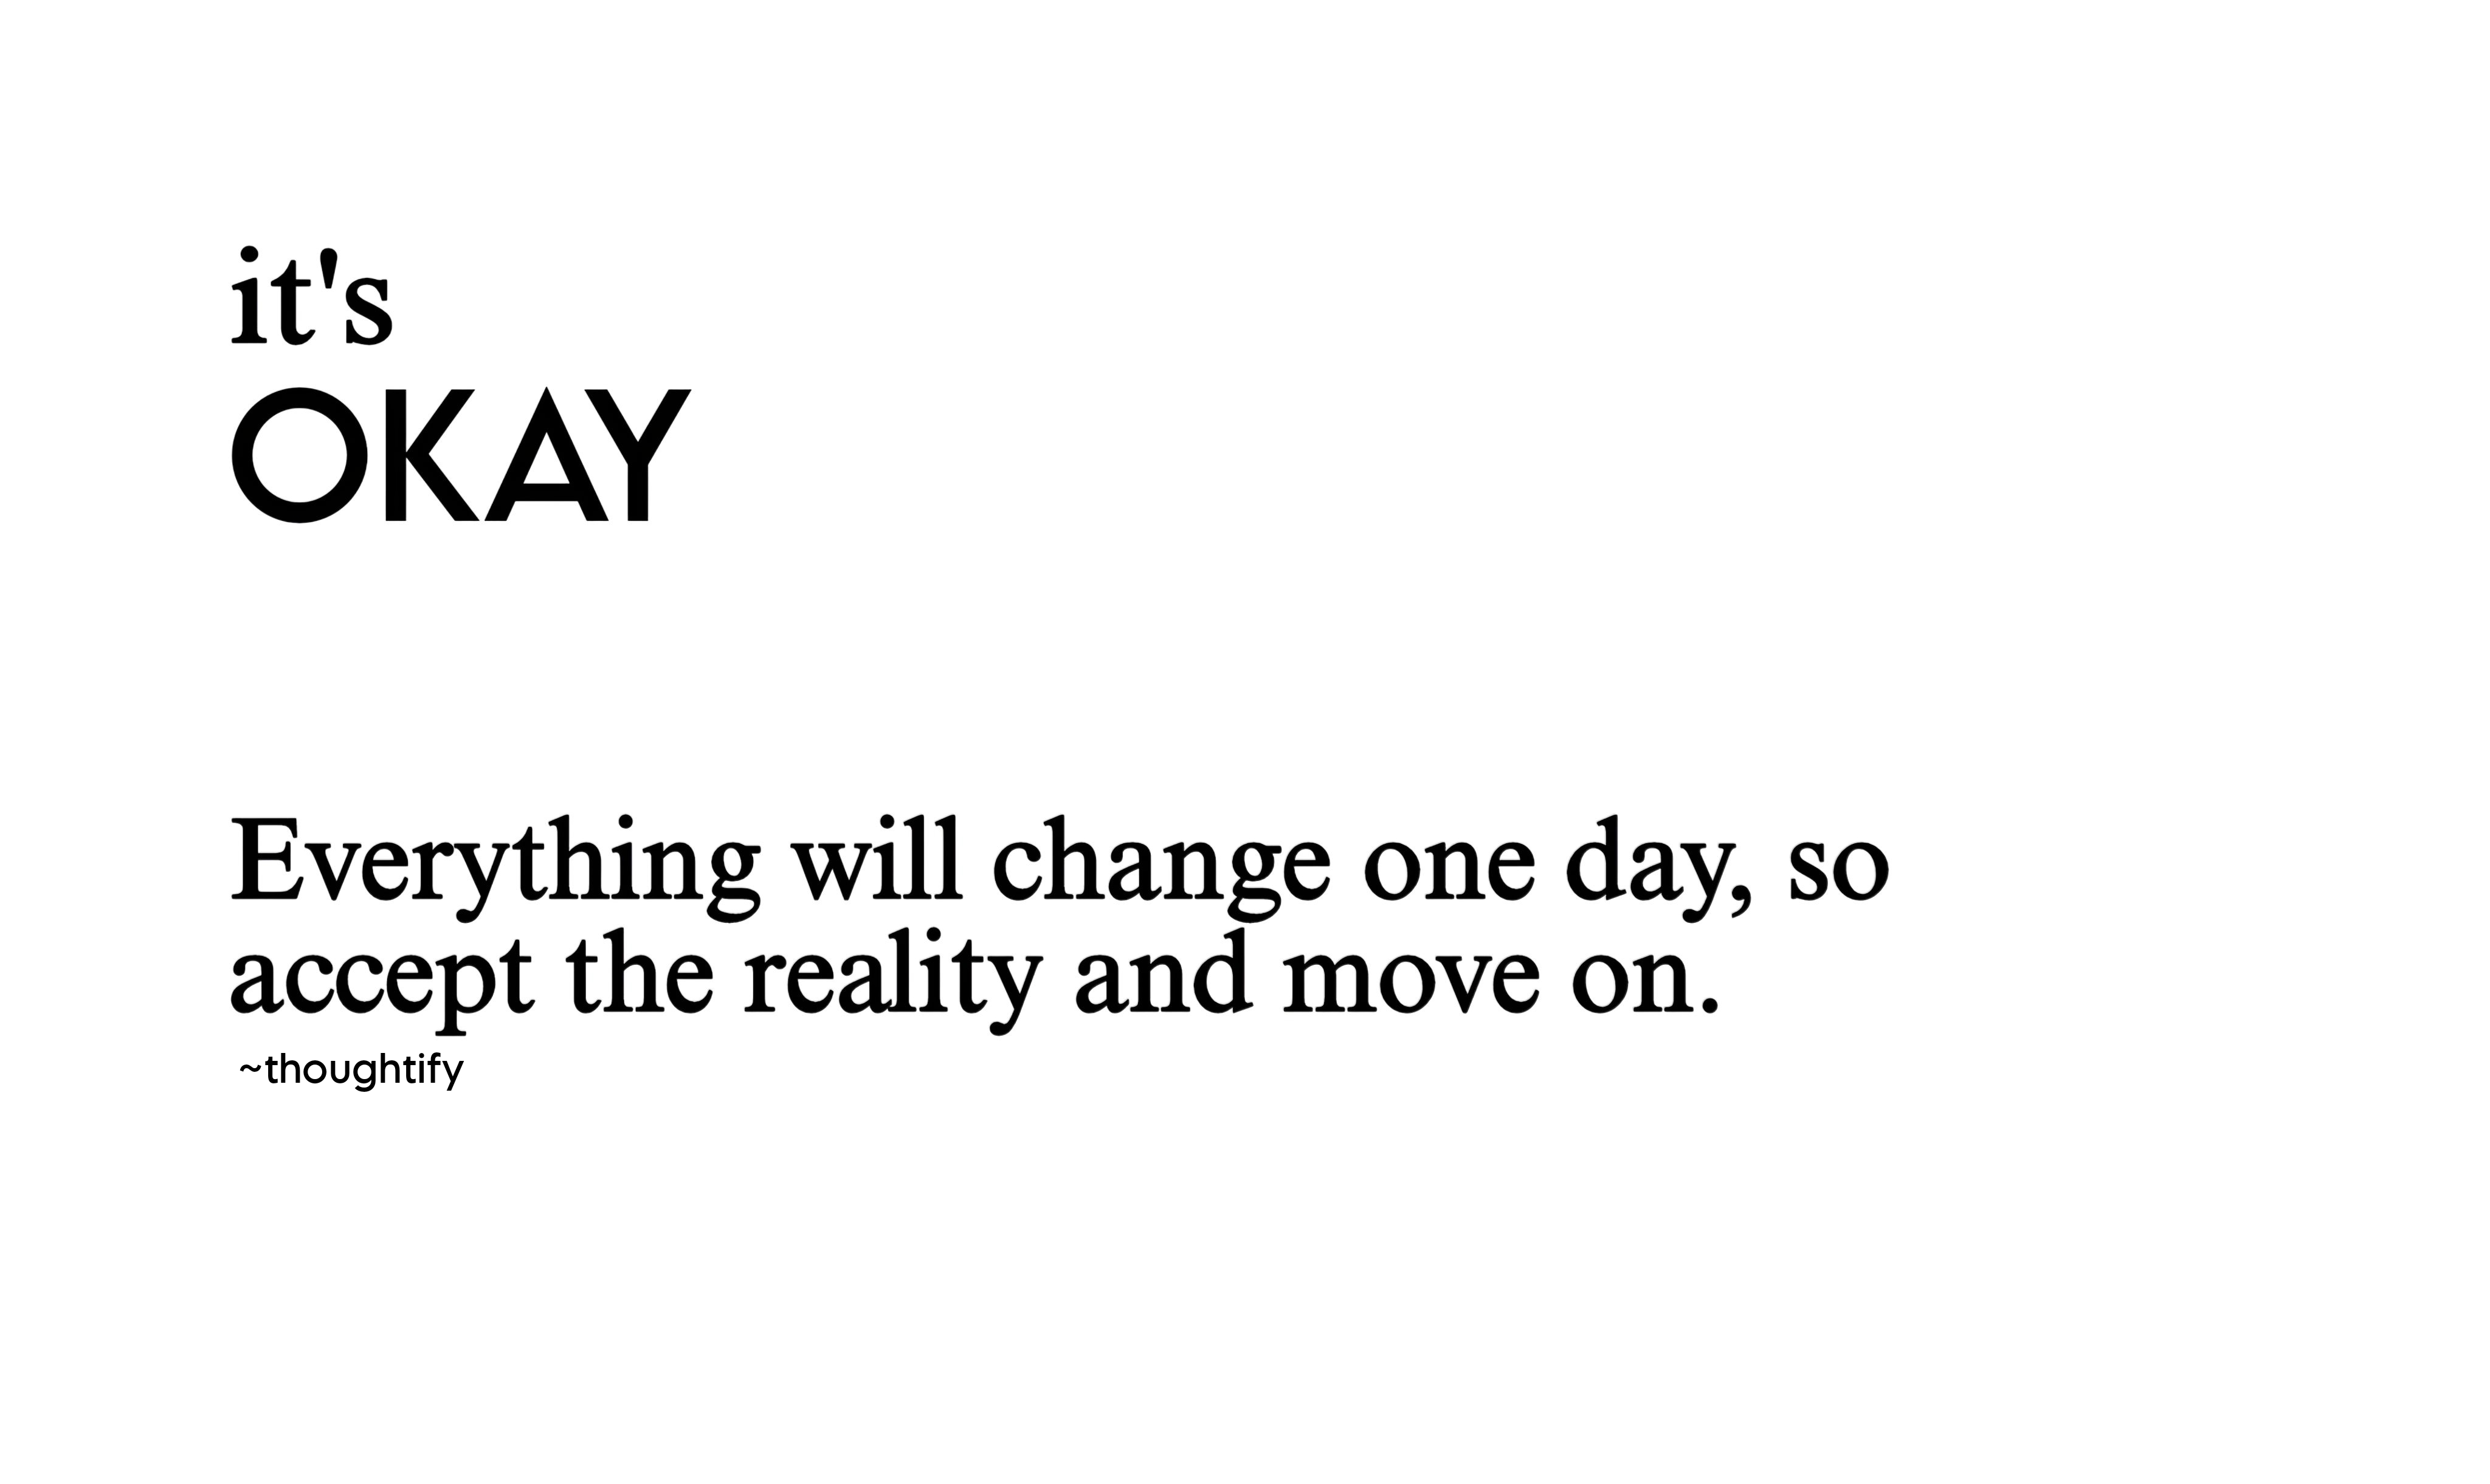 it's
OKAY
Everything will change one day, so
accept the reality and move on.
~thoughtify